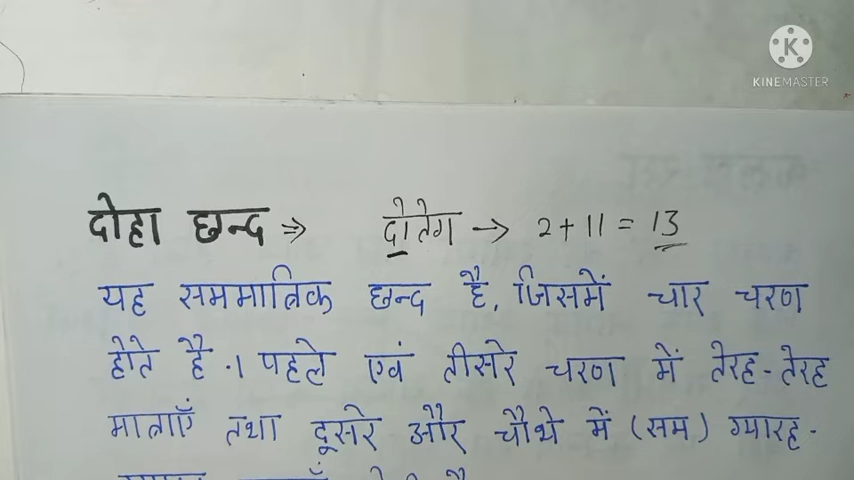 K
KINEMASTER
दोहा छन्द ⇒ दोतेग → 2+11 = 13
यह सममात्रिक छन्द है, जिसमें चार चरण
होते है .। पहले एवं तीसरे चरण में तेरह-तेरह
मात्राएँ तथा दूसरे और चौथे में (सम) ग्यारह-